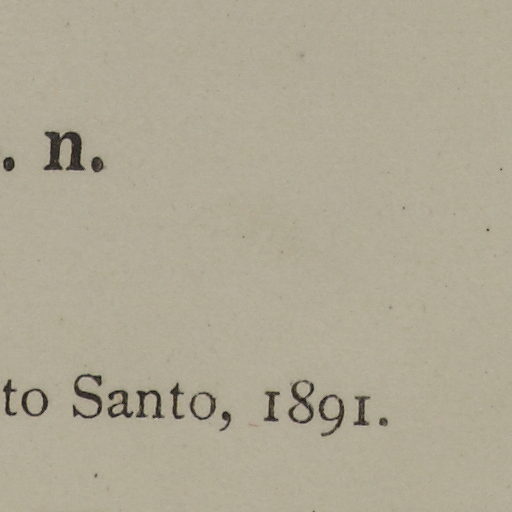 . n.
to Santo, 1891.